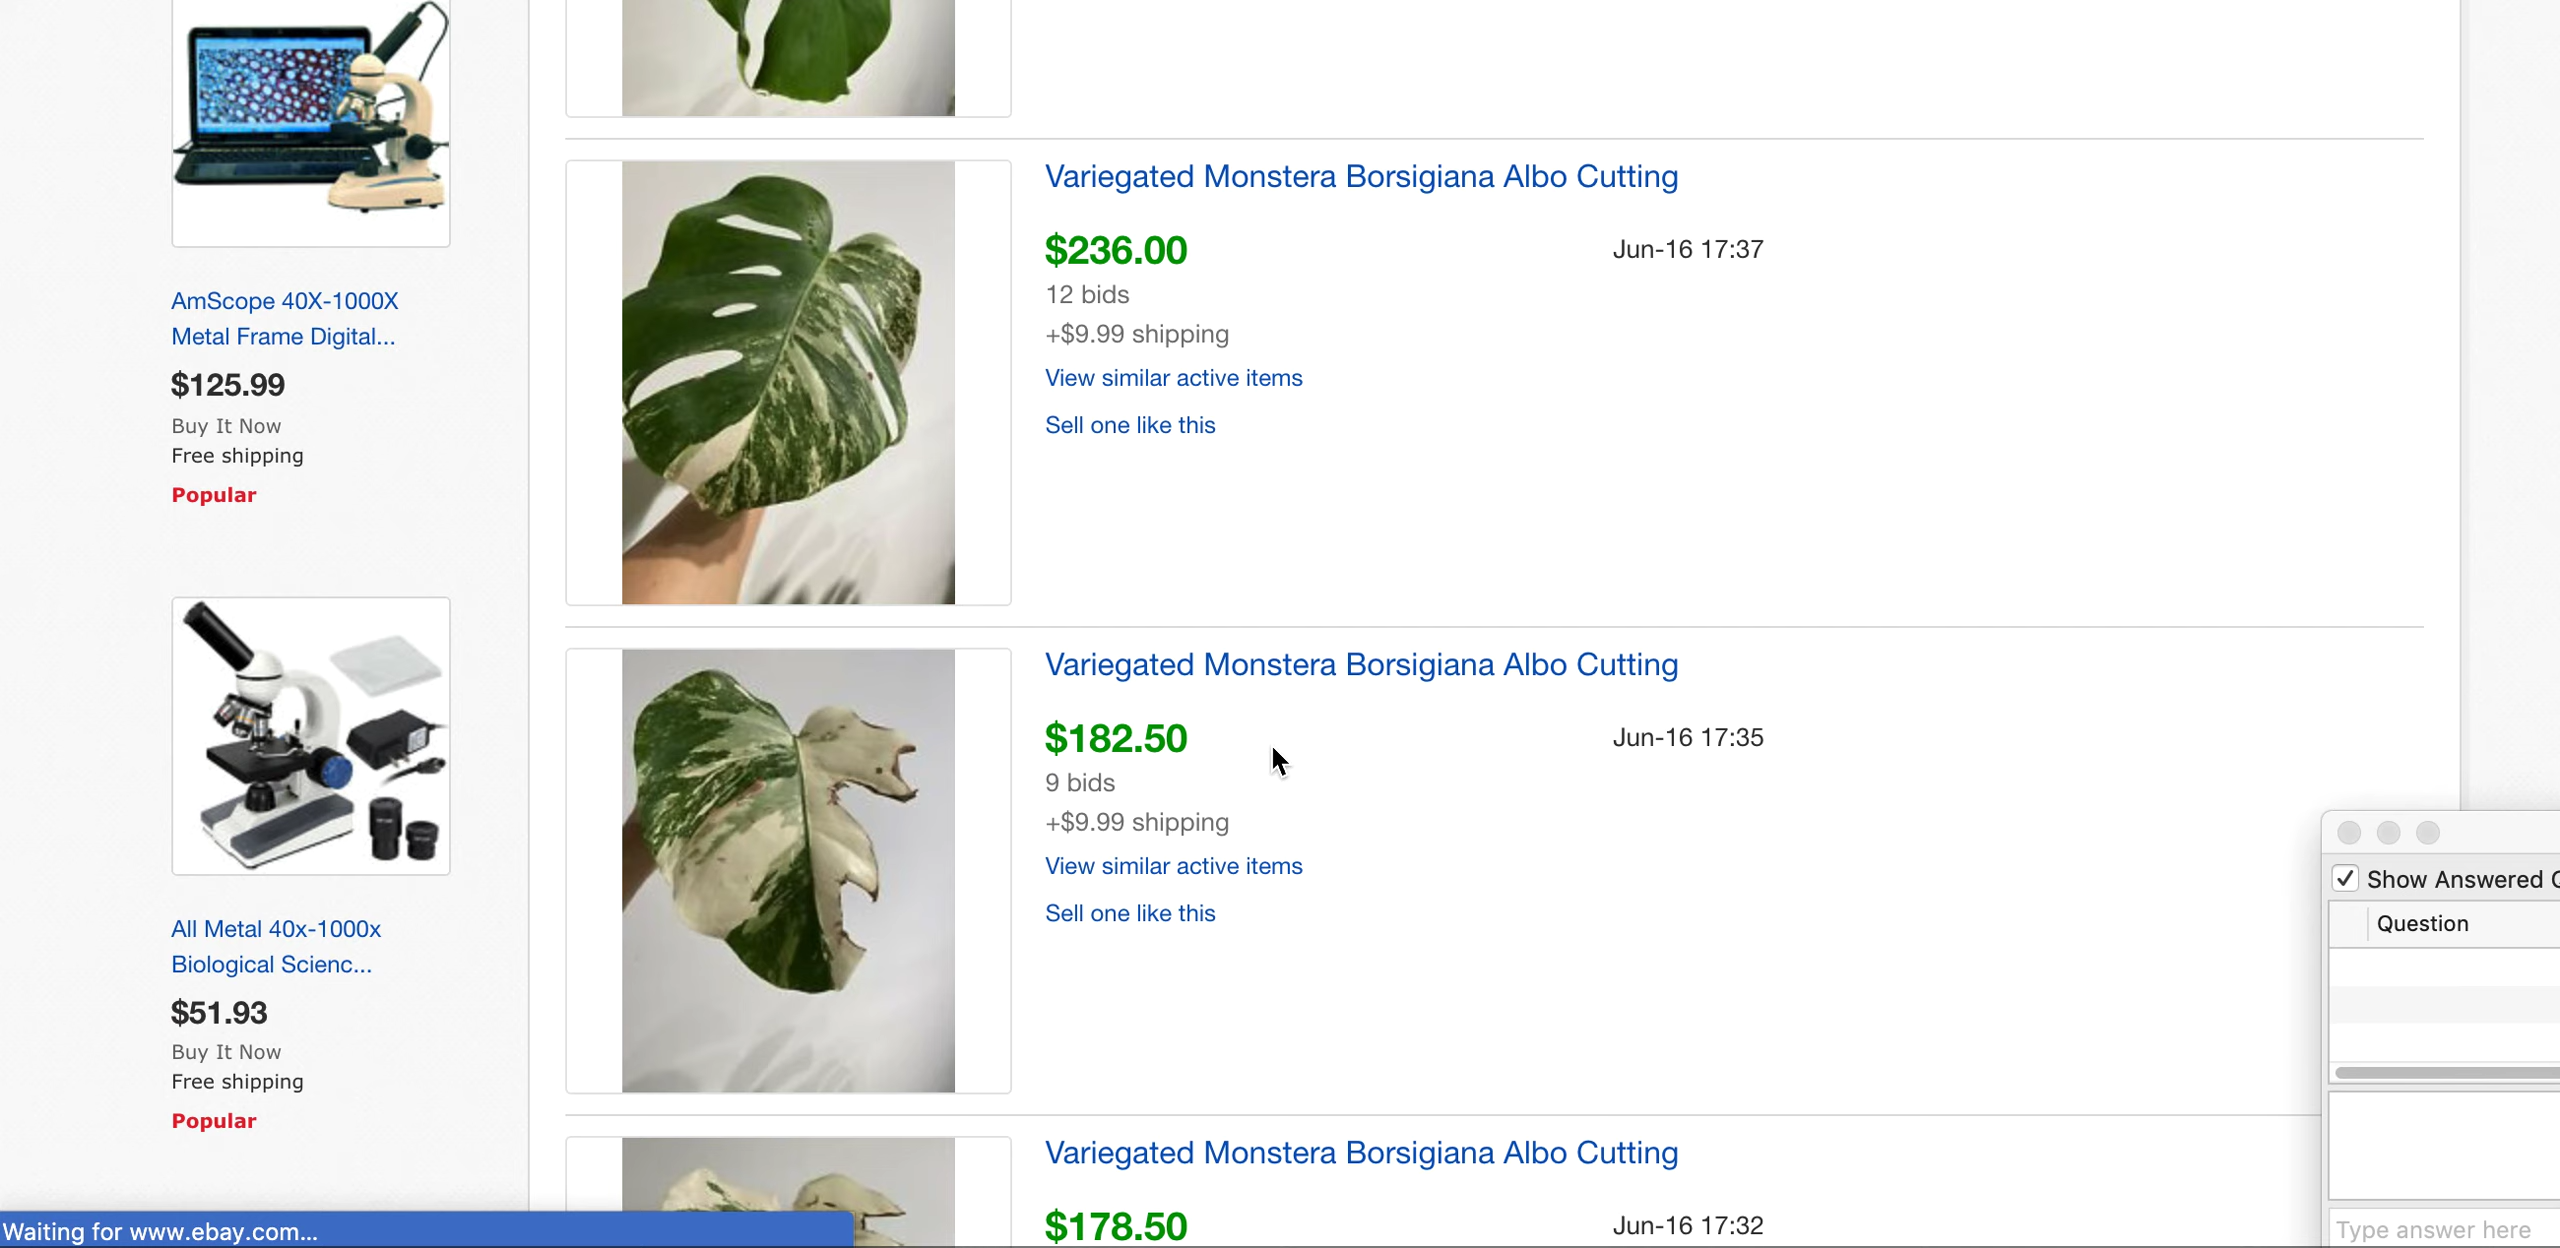 AmScope 40X-1000X
Metal Frame Digital...
$125.99
Buy It Now
Free shipping
Popular
All Metal 40x-1000x
Biological Scienc...
$51.93
Buy It Now
Free shipping
Popular
Variegated Monstera Borsigiana Albo Cutting
$236.00
Jun-16 17:37
12 bids
+$9.99 shipping
View similar active items
Sell one like this
Variegated Monstera Borsigiana Albo Cutting
$182.50
Jun-16 17:35
9 bids
+$9.99 shipping
View similar active items
Sell one like this
Variegated Monstera Borsigiana Albo Cutting
$178.50
Jun-16 17:32
Show Answered
Question
Type answer here
Waiting for www.ebay.com...